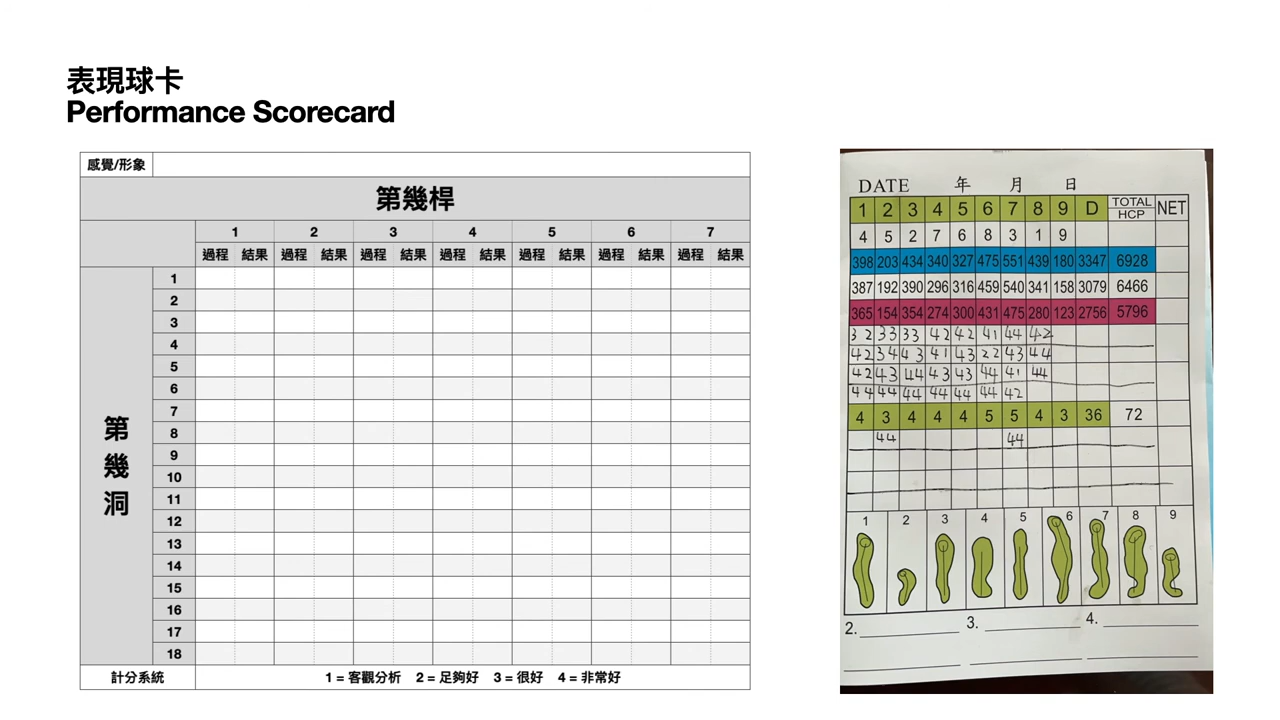 表現球卡
Performance Scorecard
感覺/形象
第幾桿
1 2 3 4 5 6 7
過程 結果 過程 結果 過程 結果 過程 結果 過程 結果 過程 結果 過程 結果
第幾洞
1
2
3
4
5
6
7
8
9
10
11
12
13
14
15
16
17
18
計分系統 1 = 客觀分析 2 = 足夠好 3 = 很好 4 = 非常好
DATE 年 月 日
1 2 3 4 5 6 7 8 9 D TOTAL HCP NET
4 5 2 7 6 8 3 1 9
398 203 434 340 327 475 551 439 180 3347 6928
387 192 390 296 316 459 540 341 158 3079 6466
365 154 354 274 300 431 475 280 123 2756 5796
32 33 33 42 42 41 44 42
42 34 43 41 43 22 43 44
42 43 44 43 43 44 41 44
44 44 44 44 44 44 42
4 3 4 4 4 5 5 4 3 36 72
44 44
1 2 3 4 5 6 7 8 9
2. 3. 4.